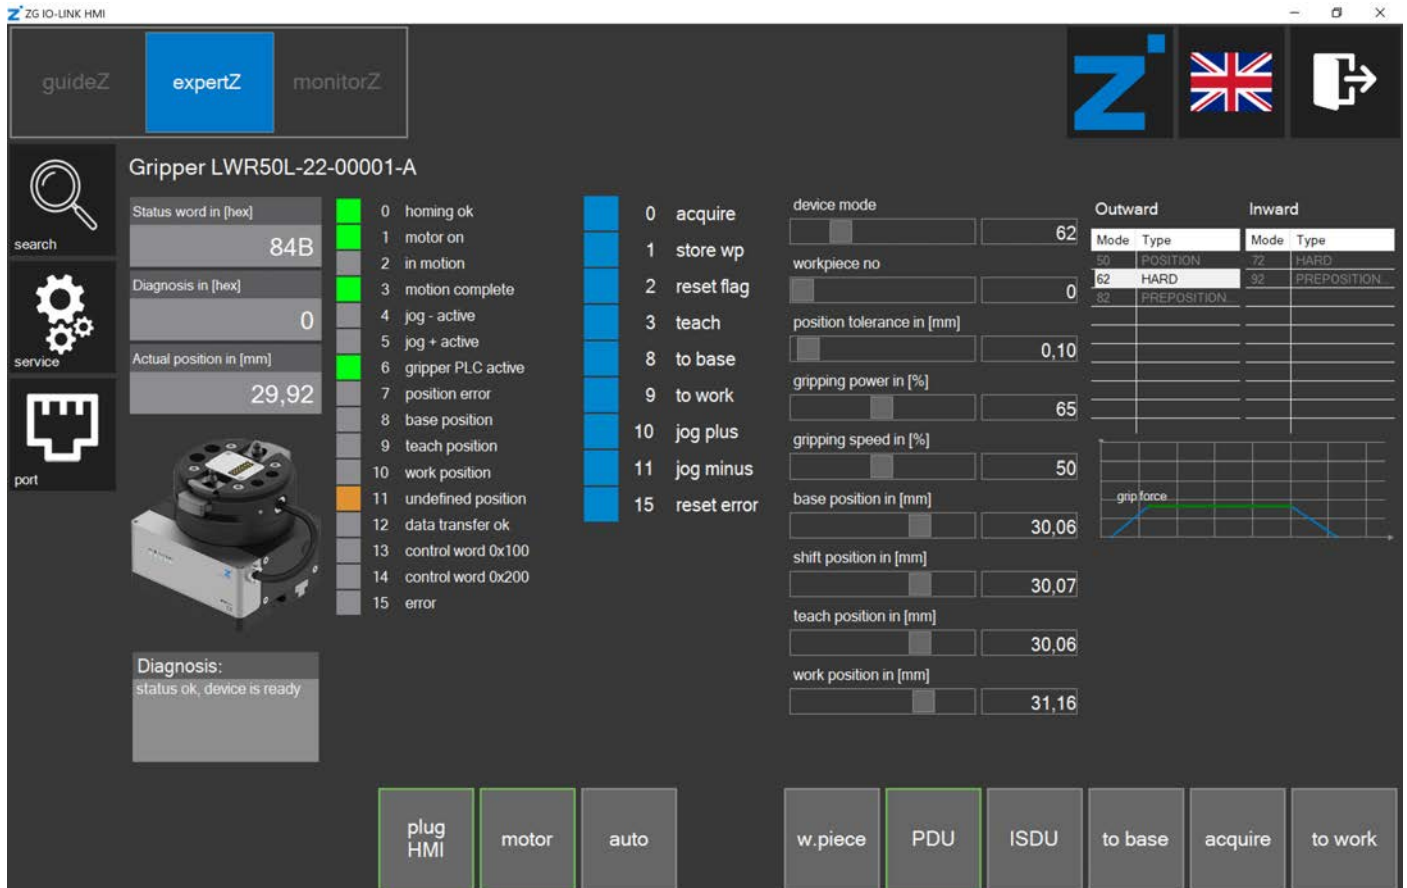 ZG IO-LINK HMI
guideZ
expertZ
monitorZ
search
service
port
Gripper LWR50L-22-00001-A
Status word in [hex]
84B
Diagnosis in [hex]
0
Actual position in [mm]
29,92
Diagnosis:
status ok, device is ready
0 homing ok
1 motor on
2 in motion
3 motion complete
4 jog - active
5 jog + active
6 gripper PLC active
7 position error
8 base position
9 teach position
10 work position
11 undefined position
12 data transfer ok
13 control word 0x100
14 control word 0x200
15 error
0 acquire
1 store wp
2 reset flag
3 teach
8 to base
9 to work
10 jog plus
11 jog minus
15 reset error
device mode
62
workpiece no
0
position tolerance in [mm]
0,10
gripping power in [%]
65
gripping speed in [%]
50
base position in [mm]
30,06
shift position in [mm]
30,07
teach position in [mm]
30,06
work position in [mm]
31,16
Outward
Mode Type
50 POSITION
62 HARD
82 PREPOSITION...
Inward
Mode Type
72 HARD
92 PREPOSITION...
grip force
plug HMI
motor
auto
w.piece
PDU
ISDU
to base
acquire
to work